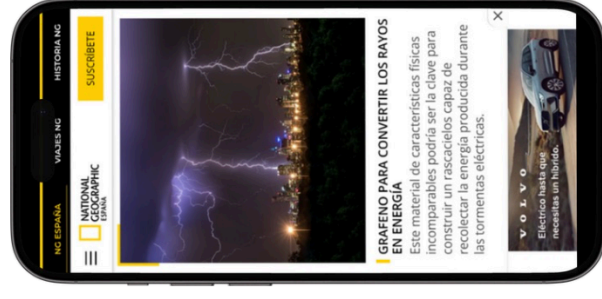 NG ESPAÑA VIAJES NG HISTORIA NG
NATIONAL
GEOGRAPHIC
ESPAÑA
SUSCRÍBETE
GRAFENO PARA CONVERTIR LOS RAYOS
EN ENERGÍA
Este material de características físicas
incomparables podría ser la clave para
construir un rascacielos capaz de
recolectar la energía producida durante
las tormentas eléctricas.
VOLVO
Eléctrico hasta que
necesitas un híbrido.